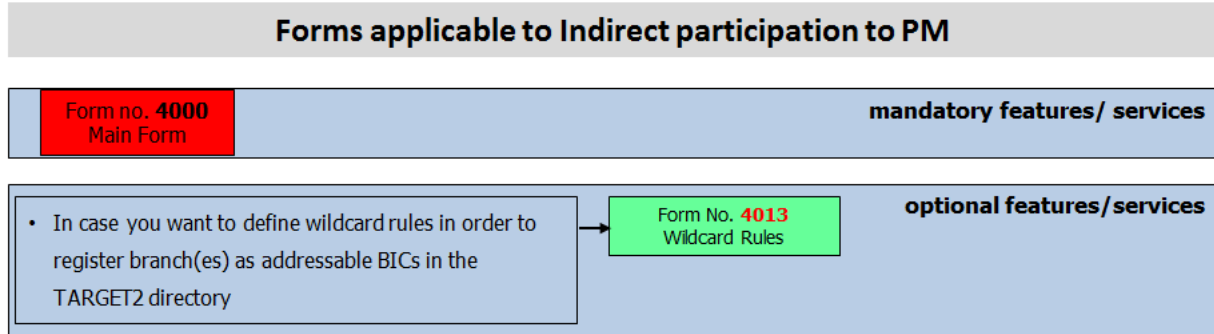 Forms applicable to Indirect participation to PM
Form no. 4000
Main Form
mandatory features/ services
• In case you want to define wildcard rules in order to
register branch(es) as addressable BICs in the
TARGET2 directory
Form No. 4013
Wildcard Rules
optional features/services